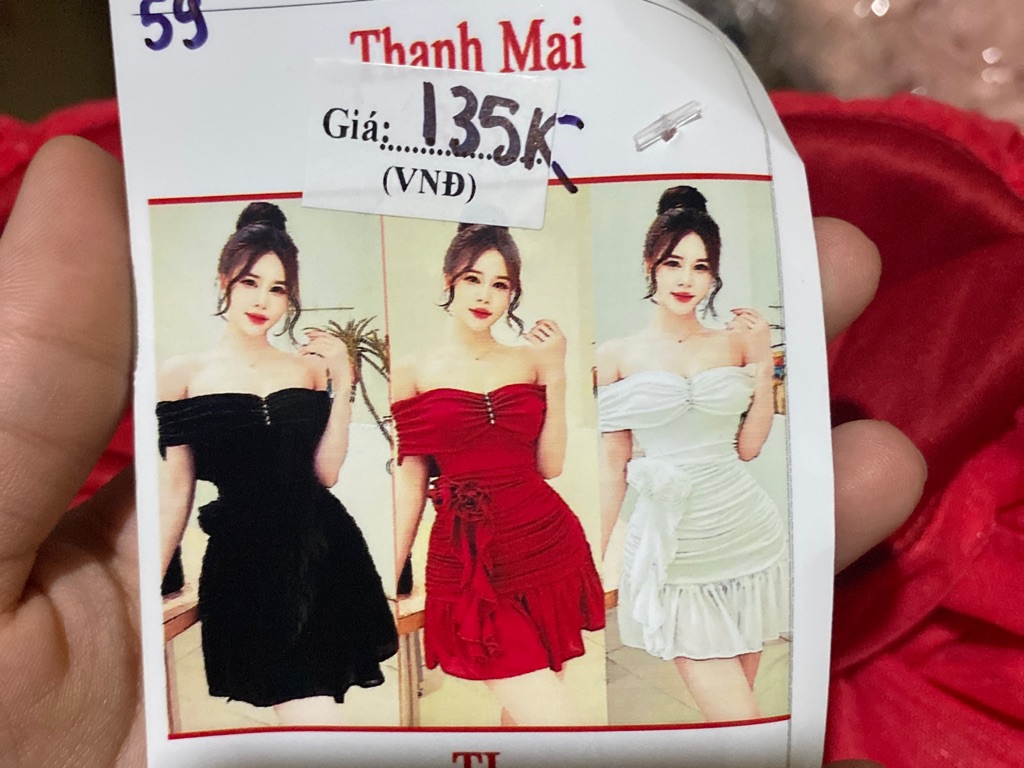 59
Thanh Mai
Giá: 135K
(VNĐ)